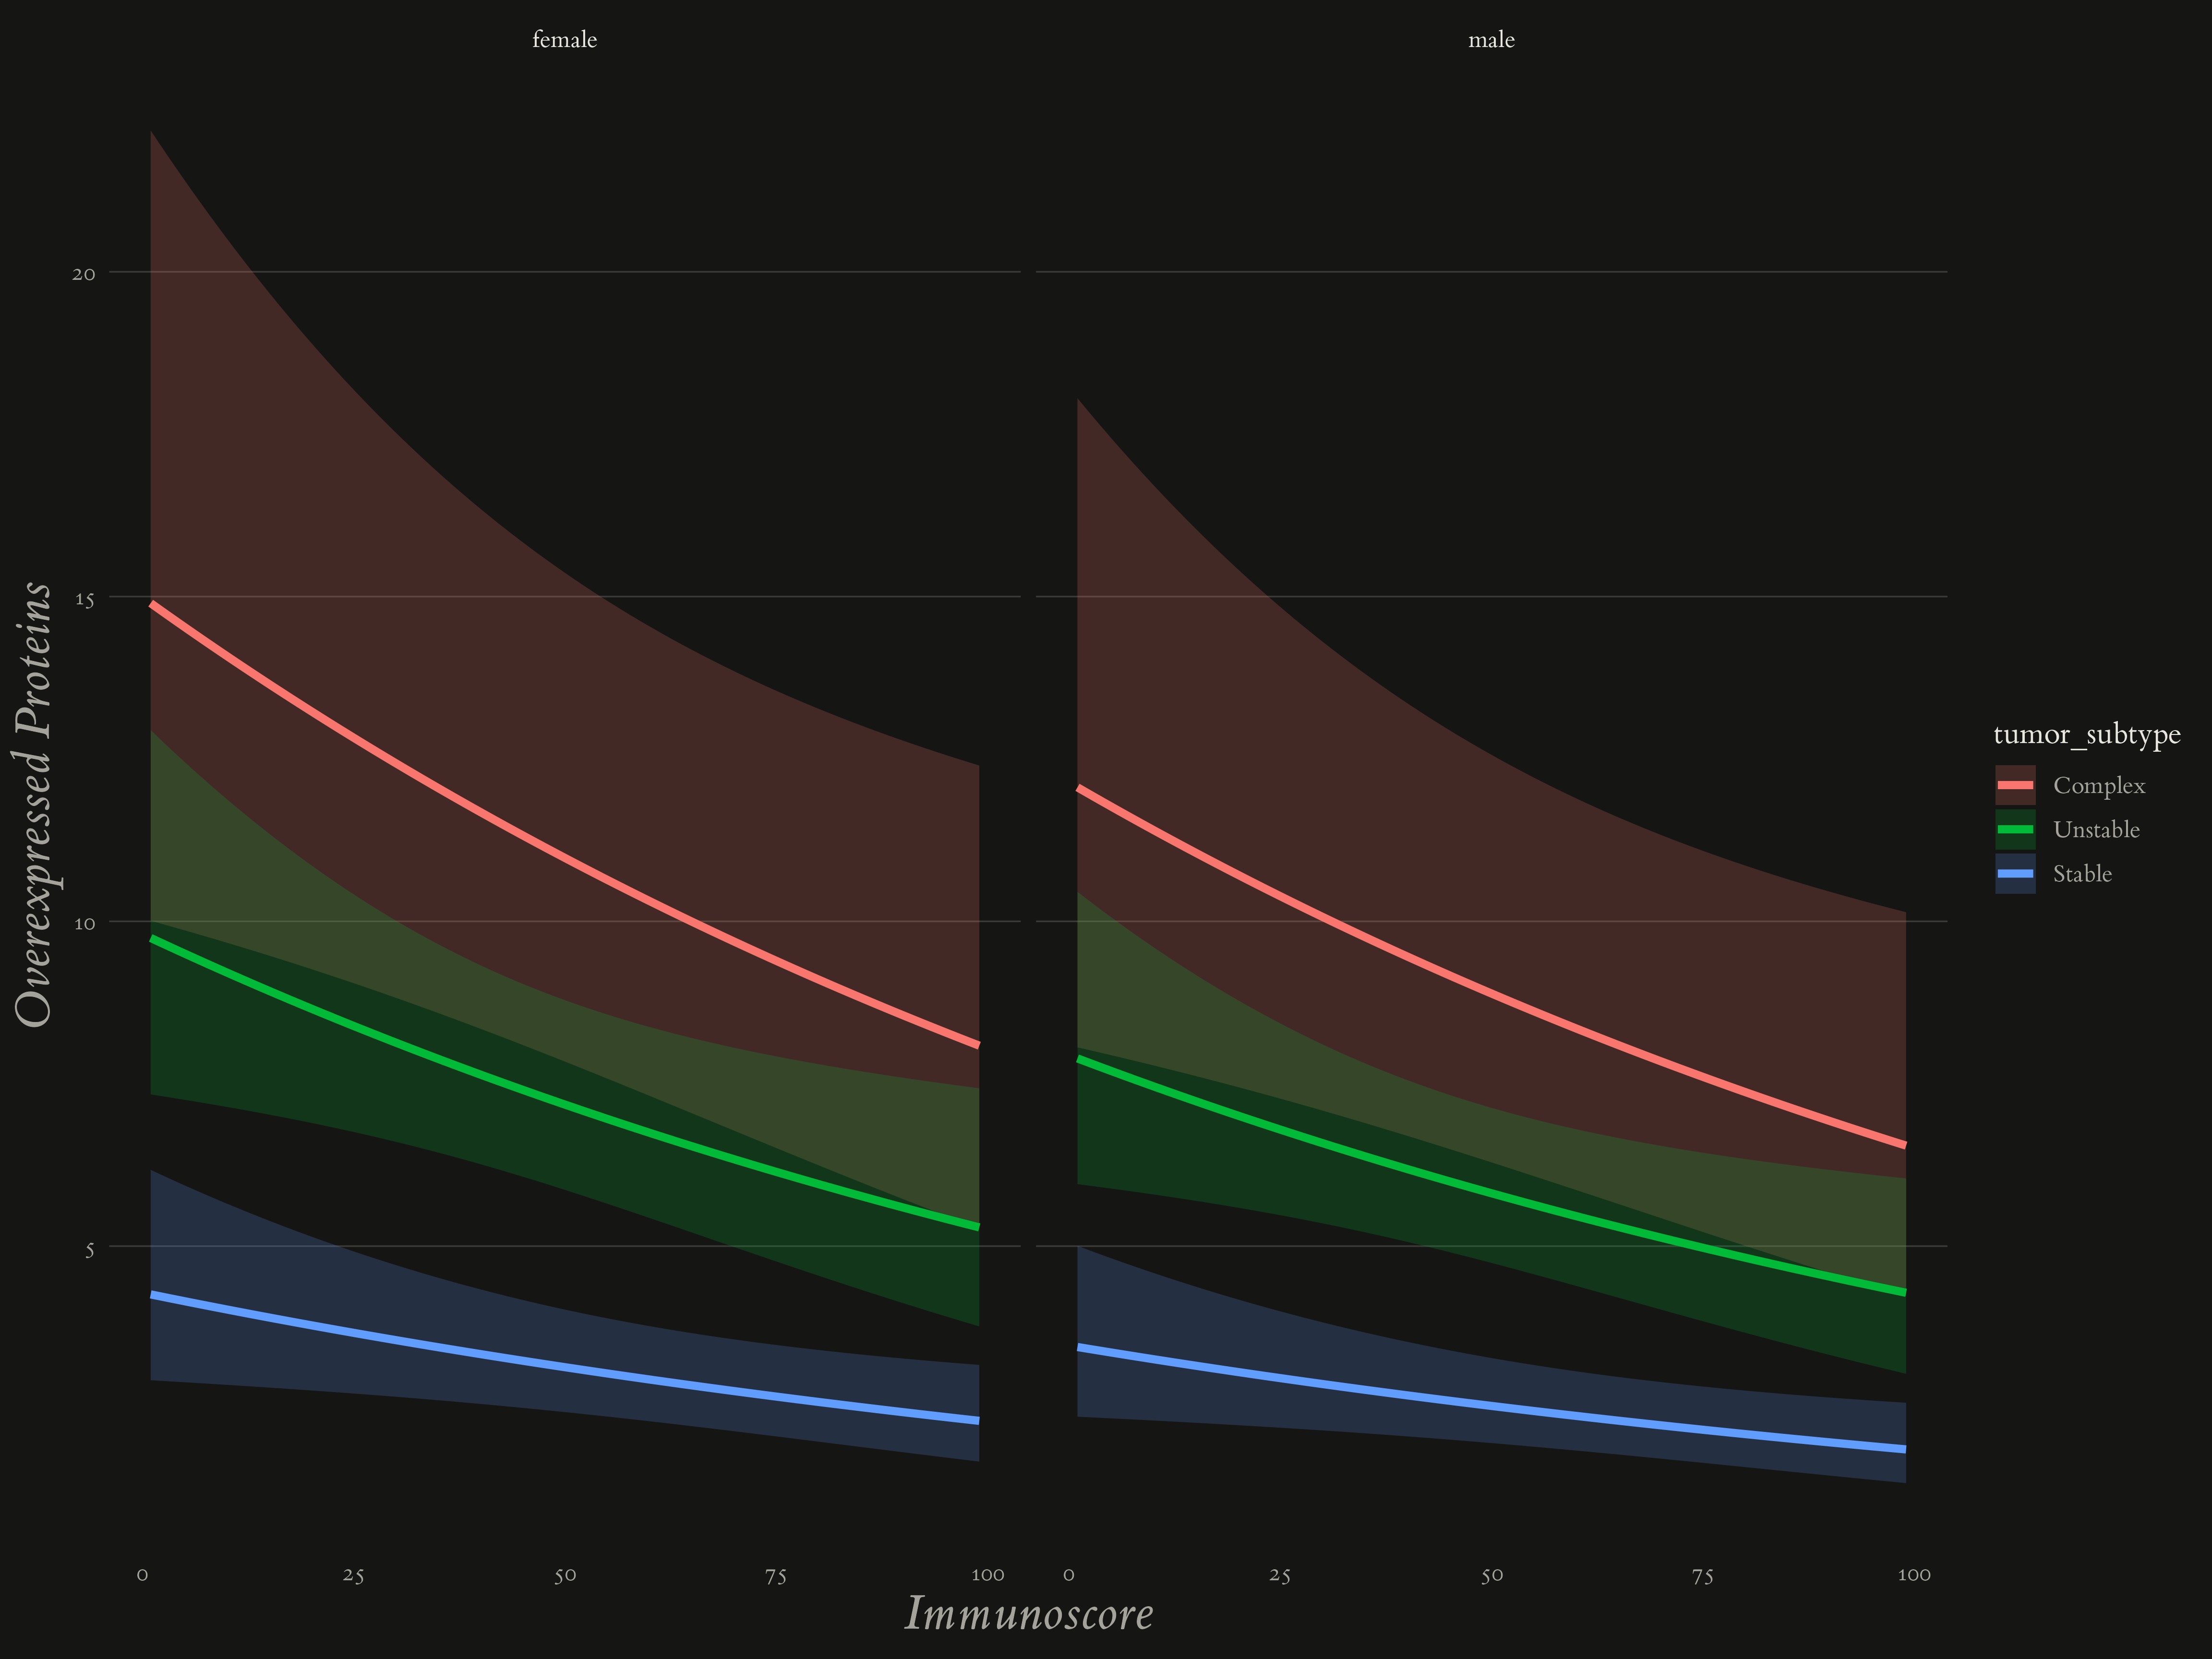 female
male
20
15
10
5
Overexpressed Proteins
0 25 50 75 100
0 25 50 75 100
Immunoscore
tumor_subtype
Complex
Unstable
Stable